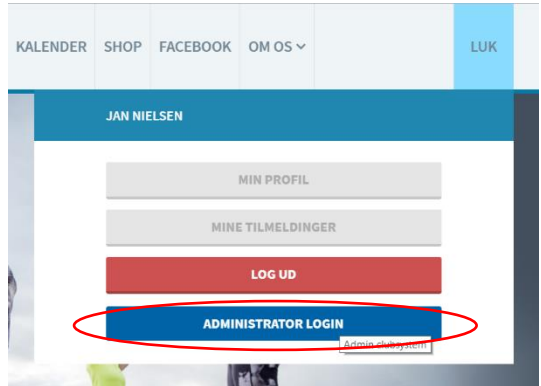 KALENDER SHOP FACEBOOK OM OS LUK
JAN NIELSEN
MIN PROFIL
MINE TILMELDINGER
LOG UD
ADMINISTRATOR LOGIN
Admin clubsystem